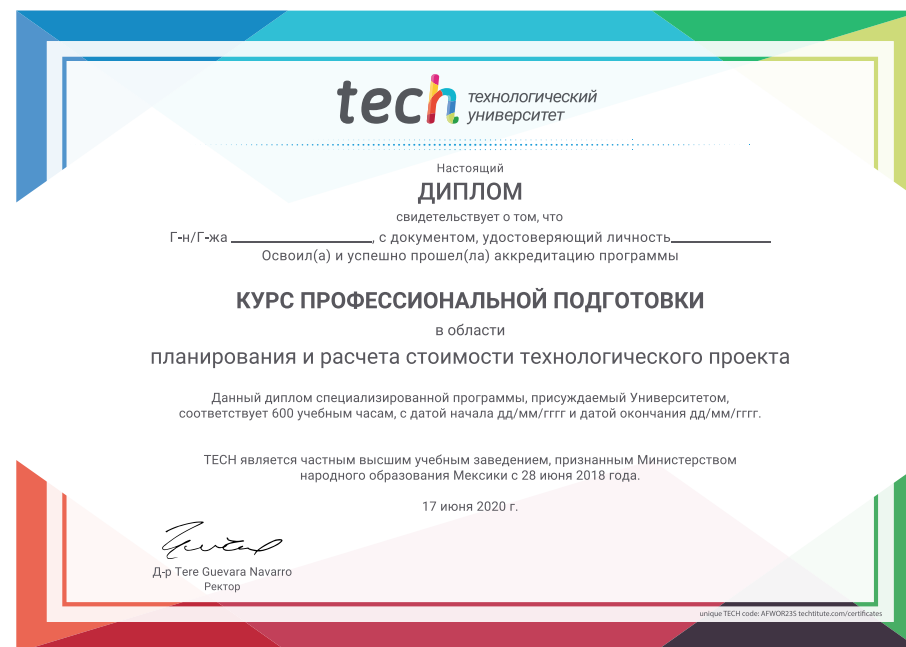 tech технологический
университет
Настоящий
ДИПЛОМ
свидетельствует о том, что
Г-н/Г-жа ____________________, с документом, удостоверяющий личность______________
Освоил(а) и успешно прошел(ла) аккредитацию программы
КУРС ПРОФЕССИОНАЛЬНОЙ ПОДГОТОВКИ
в области
планирования и расчета стоимости технологического проекта
Данный диплом специализированной программы, присуждаемый Университетом,
соответствует 600 учебным часам, с датой начала дд/мм/гггг и датой окончания дд/мм/гггг.
TECH является частным высшим учебным заведением, признанным Министерством
народного образования Мексики с 28 июня 2018 года.
17 июня 2020 г.
Д-р Tere Guevara Navarro
Ректор
unique TECH code: AFWOR23S techtitute.com/certificates